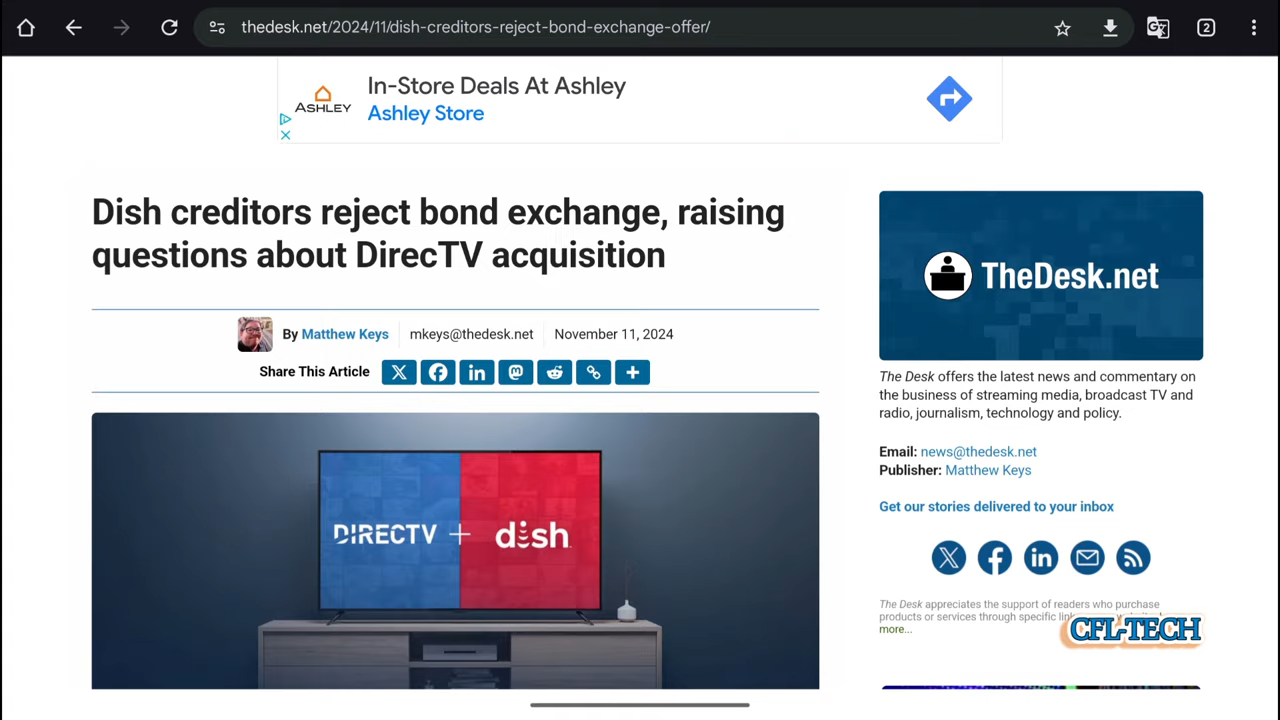 thedesk.net/2024/11/dish-creditors-reject-bond-exchange-offer/
2
ASHLEY
In-Store Deals At Ashley
Ashley Store
Dish creditors reject bond exchange, raising
questions about DirecTV acquisition
By Matthew Keys
mkeys@thedesk.net
November 11, 2024
Share This Article
DIRECTV + dish
TheDesk.net
The Desk offers the latest news and commentary on
the business of streaming media, broadcast TV and
radio, journalism, technology and policy.
Email: news@thedesk.net
Publisher: Matthew Keys
Get our stories delivered to your inbox
The Desk appreciates the support of readers who purchase
products or services through specific
more...
CFL-TECH